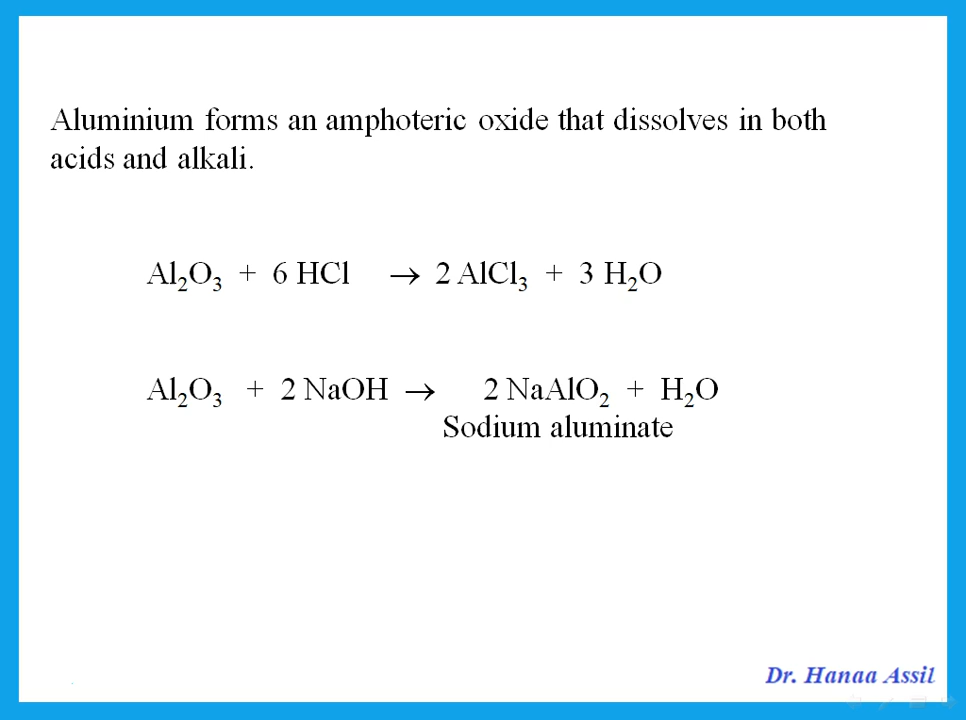 Aluminium forms an amphoteric oxide that dissolves in both
acids and alkali.
Al₂O₃ + 6 HCl → 2 AlCl₃ + 3 H₂O
Al₂O₃ + 2 NaOH → 2 NaAlO₂ + H₂O
Sodium aluminate
Dr. Hanaa Assil